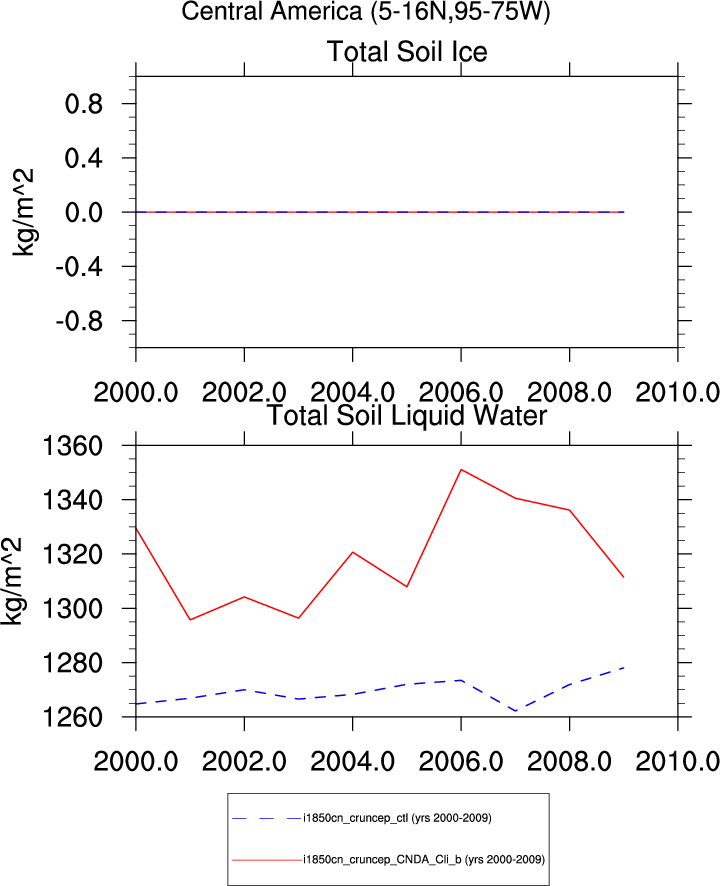 Central America (5-16N,95-75W)
Total Soil Ice
0.8
0.4
0.0
-0.4
-0.8
kg/m^2
2000.0 2002.0 2004.0 2006.0 2008.0 2010.0
Total Soil Liquid Water
1360
1340
1320
1300
1280
1260
kg/m^2
2000.0 2002.0 2004.0 2006.0 2008.0 2010.0
i1850cn_cruncep_ctl (yrs 2000-2009)
i1850cn_cruncep_CNDA_Cli_b (yrs 2000-2009)